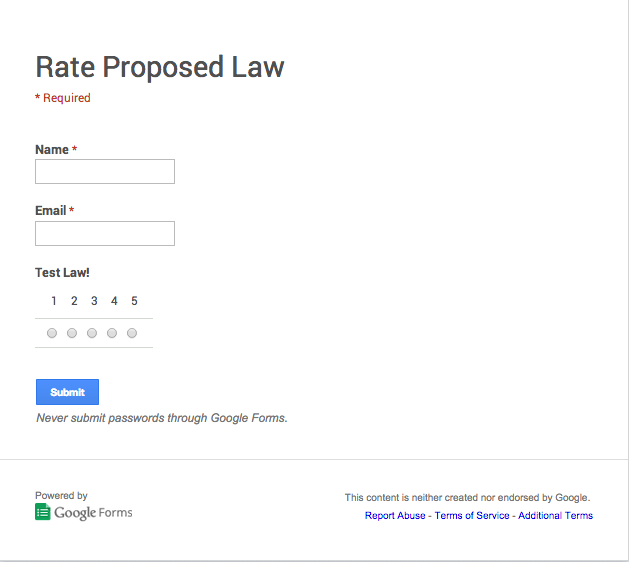 Rate Proposed Law
* Required
Name *
Email *
Test Law!
1 2 3 4 5
Submit
Never submit passwords through Google Forms.
Powered by
Google Forms
This content is neither created nor endorsed by Google.
Report Abuse - Terms of Service - Additional Terms